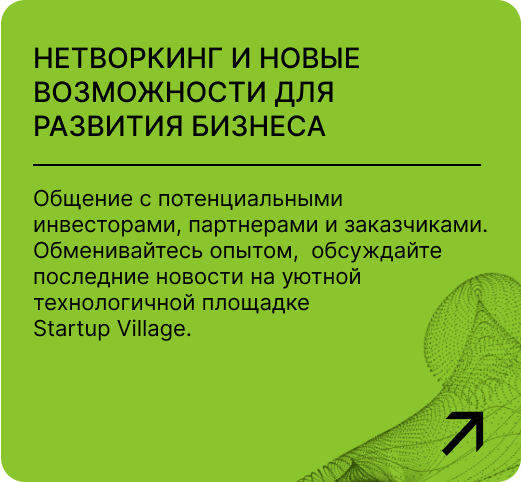 НЕТВОРКИНГ И НОВЫЕ
ВОЗМОЖНОСТИ ДЛЯ
РАЗВИТИЯ БИЗНЕСА
Общение с потенциальными
инвесторами, партнерами и заказчиками.
Обменивайтесь опытом,  обсуждайте
последние новости на уютной
технологичной площадке
Startup Village.